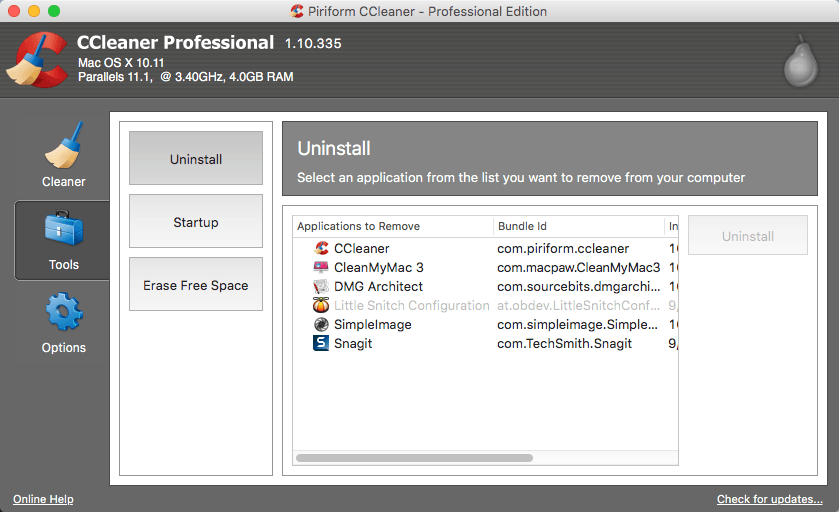 Piriform CCleaner - Professional Edition
CCleaner Professional 1.10.335
Mac OS X 10.11
Parallels 11.1, @ 3.40GHz, 4.0GB RAM
Cleaner
Tools
Options
Uninstall
Startup
Erase Free Space
Uninstall
Select an application from the list you want to remove from your computer
Applications to Remove Bundle Id In
CCleaner com.piriform.ccleaner
CleanMyMac 3 com.macpaw.CleanMyMac3
DMG Architect com.sourcebits.dmgarchi...
Little Snitch Configuration at.obdev.LittleSnitchConf... 9/
SimpleImage com.simpleimage.Simple...
Snagit com.TechSmith.Snagit 9/
Uninstall
Online Help
Check for updates...